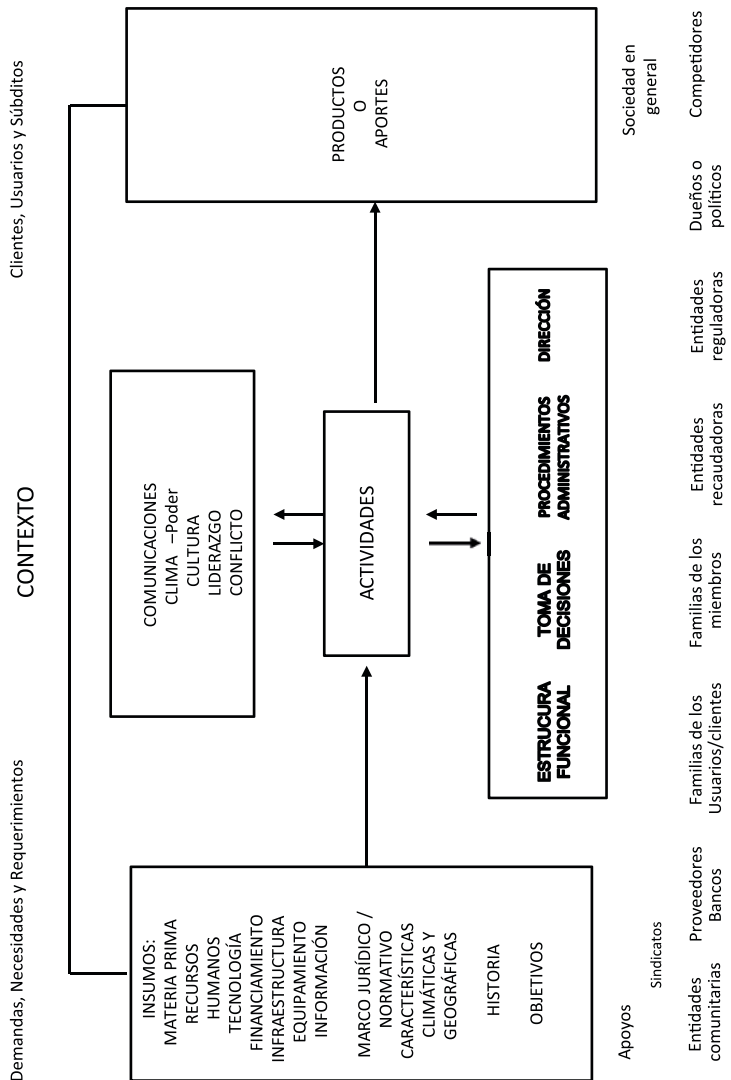 CONTEXTO
Demandas, Necesidades y Requerimientos
Clientes, Usuarios y Súbditos
INSUMOS:
MATERIA PRIMA
RECURSOS
HUMANOS
TECNOLOGÍA
FINANCIAMIENTO
INFRAESTRUCTURA
EQUIPAMIENTO
INFORMACIÓN
MARCO JURÍDICO /
NORMATIVO
CARACTERÍSTICAS
CLIMÁTICAS Y
GEOGRÁFICAS
HISTORIA
OBJETIVOS
COMUNICACIONES
CLIMA –Poder
CULTURA
LIDERAZGO
CONFLICTO
ACTIVIDADES
ESTRUCURA
FUNCIONAL
TOMA DE
DECISIONES
PROCEDIMIENTOS
ADMINISTRATIVOS
DIRECCIÓN
PRODUCTOS
O
APORTES
Apoyos
Sindicatos
Sociedad en
general
Entidades
comunitarias
Proveedores
Bancos
Familias de los
Usuarios/clientes
Familias de los
miembros
Entidades
recaudadoras
Entidades
reguladoras
Dueños o
políticos
Competidores